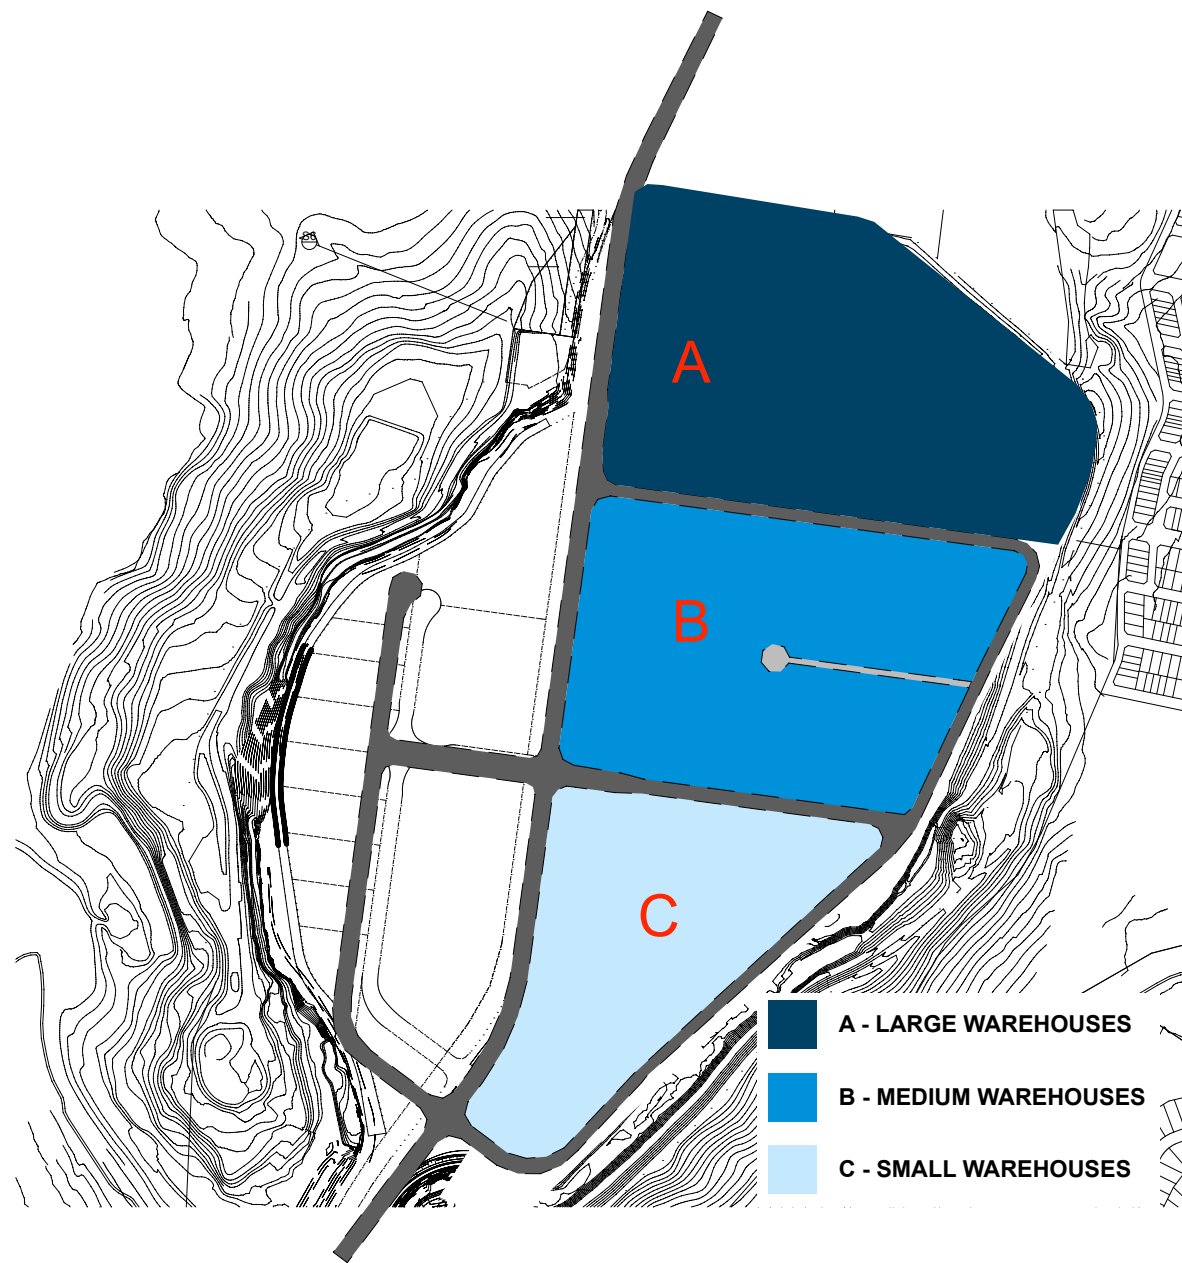 A
B
C
A - LARGE WAREHOUSES
B - MEDIUM WAREHOUSES
C - SMALL WAREHOUSES